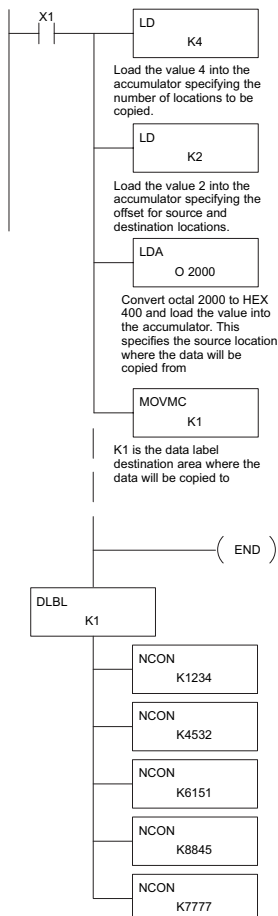 X1
LD
K4
Load the value 4 into the
accumulator specifying the
number of locations to be
copied.
LD
K2
Load the value 2 into the
accumulator specifying the
offset for source and
destination locations.
LDA
O 2000
Convert octal 2000 to HEX
400 and load the value into
the accumulator. This
specifies the source location
where the data will be
copied from
MOVMC
K1
K1 is the data label
destination area where the
data will be copied to
END
DLBL
K1
NCON
K1234
NCON
K4532
NCON
K6151
NCON
K8845
NCON
K7777